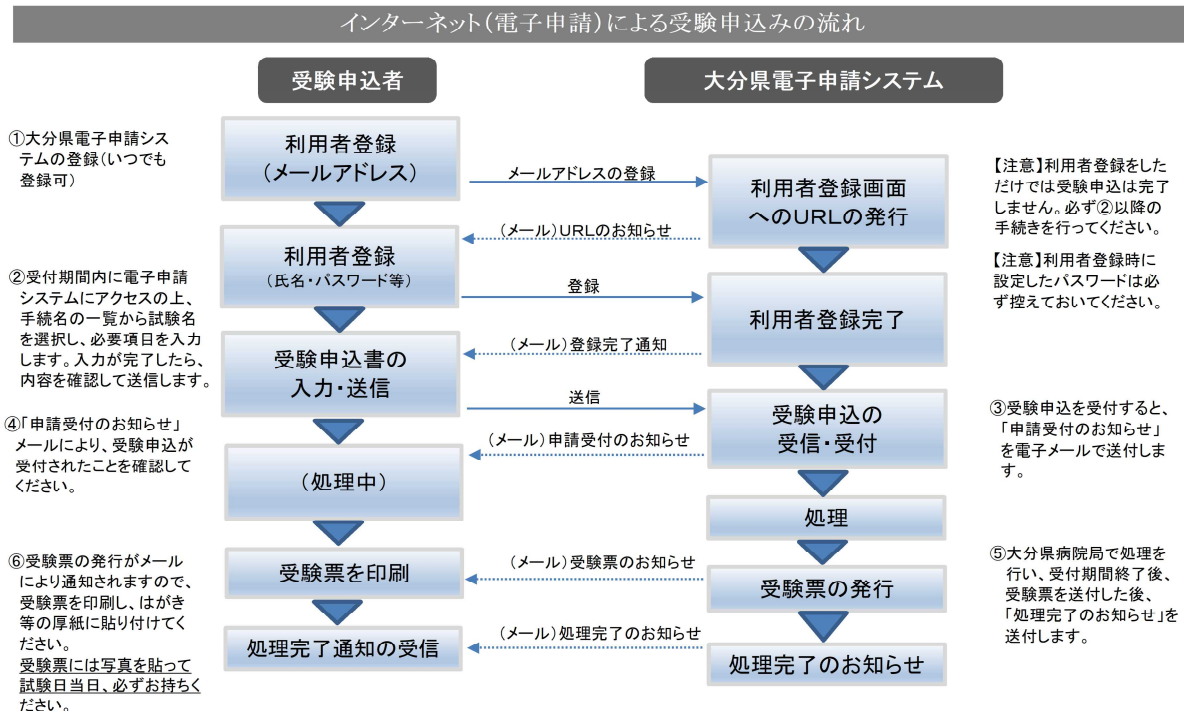 インターネット(電子申請)による受験申込みの流れ
受験申込者
大分県電子申請システム
①大分県電子申請シス
テムの登録(いつでも
登録可)
利用者登録
(メールアドレス)
メールアドレスの登録
利用者登録画面
へのURLの発行
【注意】利用者登録をした
だけでは受験申込は完了
しません。必ず②以降の
手続きを行ってください。
(メール)URLのお知らせ
利用者登録
(氏名・パスワード等)
【注意】利用者登録時に
設定したパスワードは必
ず控えておいてください。
②受付期間内に電子申請
システムにアクセスの上、
手続名の一覧から試験名
を選択し、必要項目を入力
します。入力が完了したら、
内容を確認して送信します。
登録
利用者登録完了
(メール)登録完了通知
受験申込書の
入力・送信
送信
受験申込の
受信・受付
③受験申込を受付すると、
「申請受付のお知らせ」
を電子メールで送付しま
す。
④「申請受付のお知らせ」
メールにより、受験申込が
受付されたことを確認して
ください。
(メール)申請受付のお知らせ
(処理中)
処理
⑤大分県病院局で処理を
行い、受付期間終了後、
受験票を送付した後、
「処理完了のお知らせ」を
送付します。
⑥受験票の発行がメール
により通知されますので、
受験票を印刷し、はがき
等の厚紙に貼り付けてく
ださい。
受験票には写真を貼って
試験日当日、必ずお持ちく
ださい。
受験票を印刷
(メール)受験票のお知らせ
受験票の発行
処理完了通知の受信
(メール)処理完了のお知らせ
処理完了のお知らせ